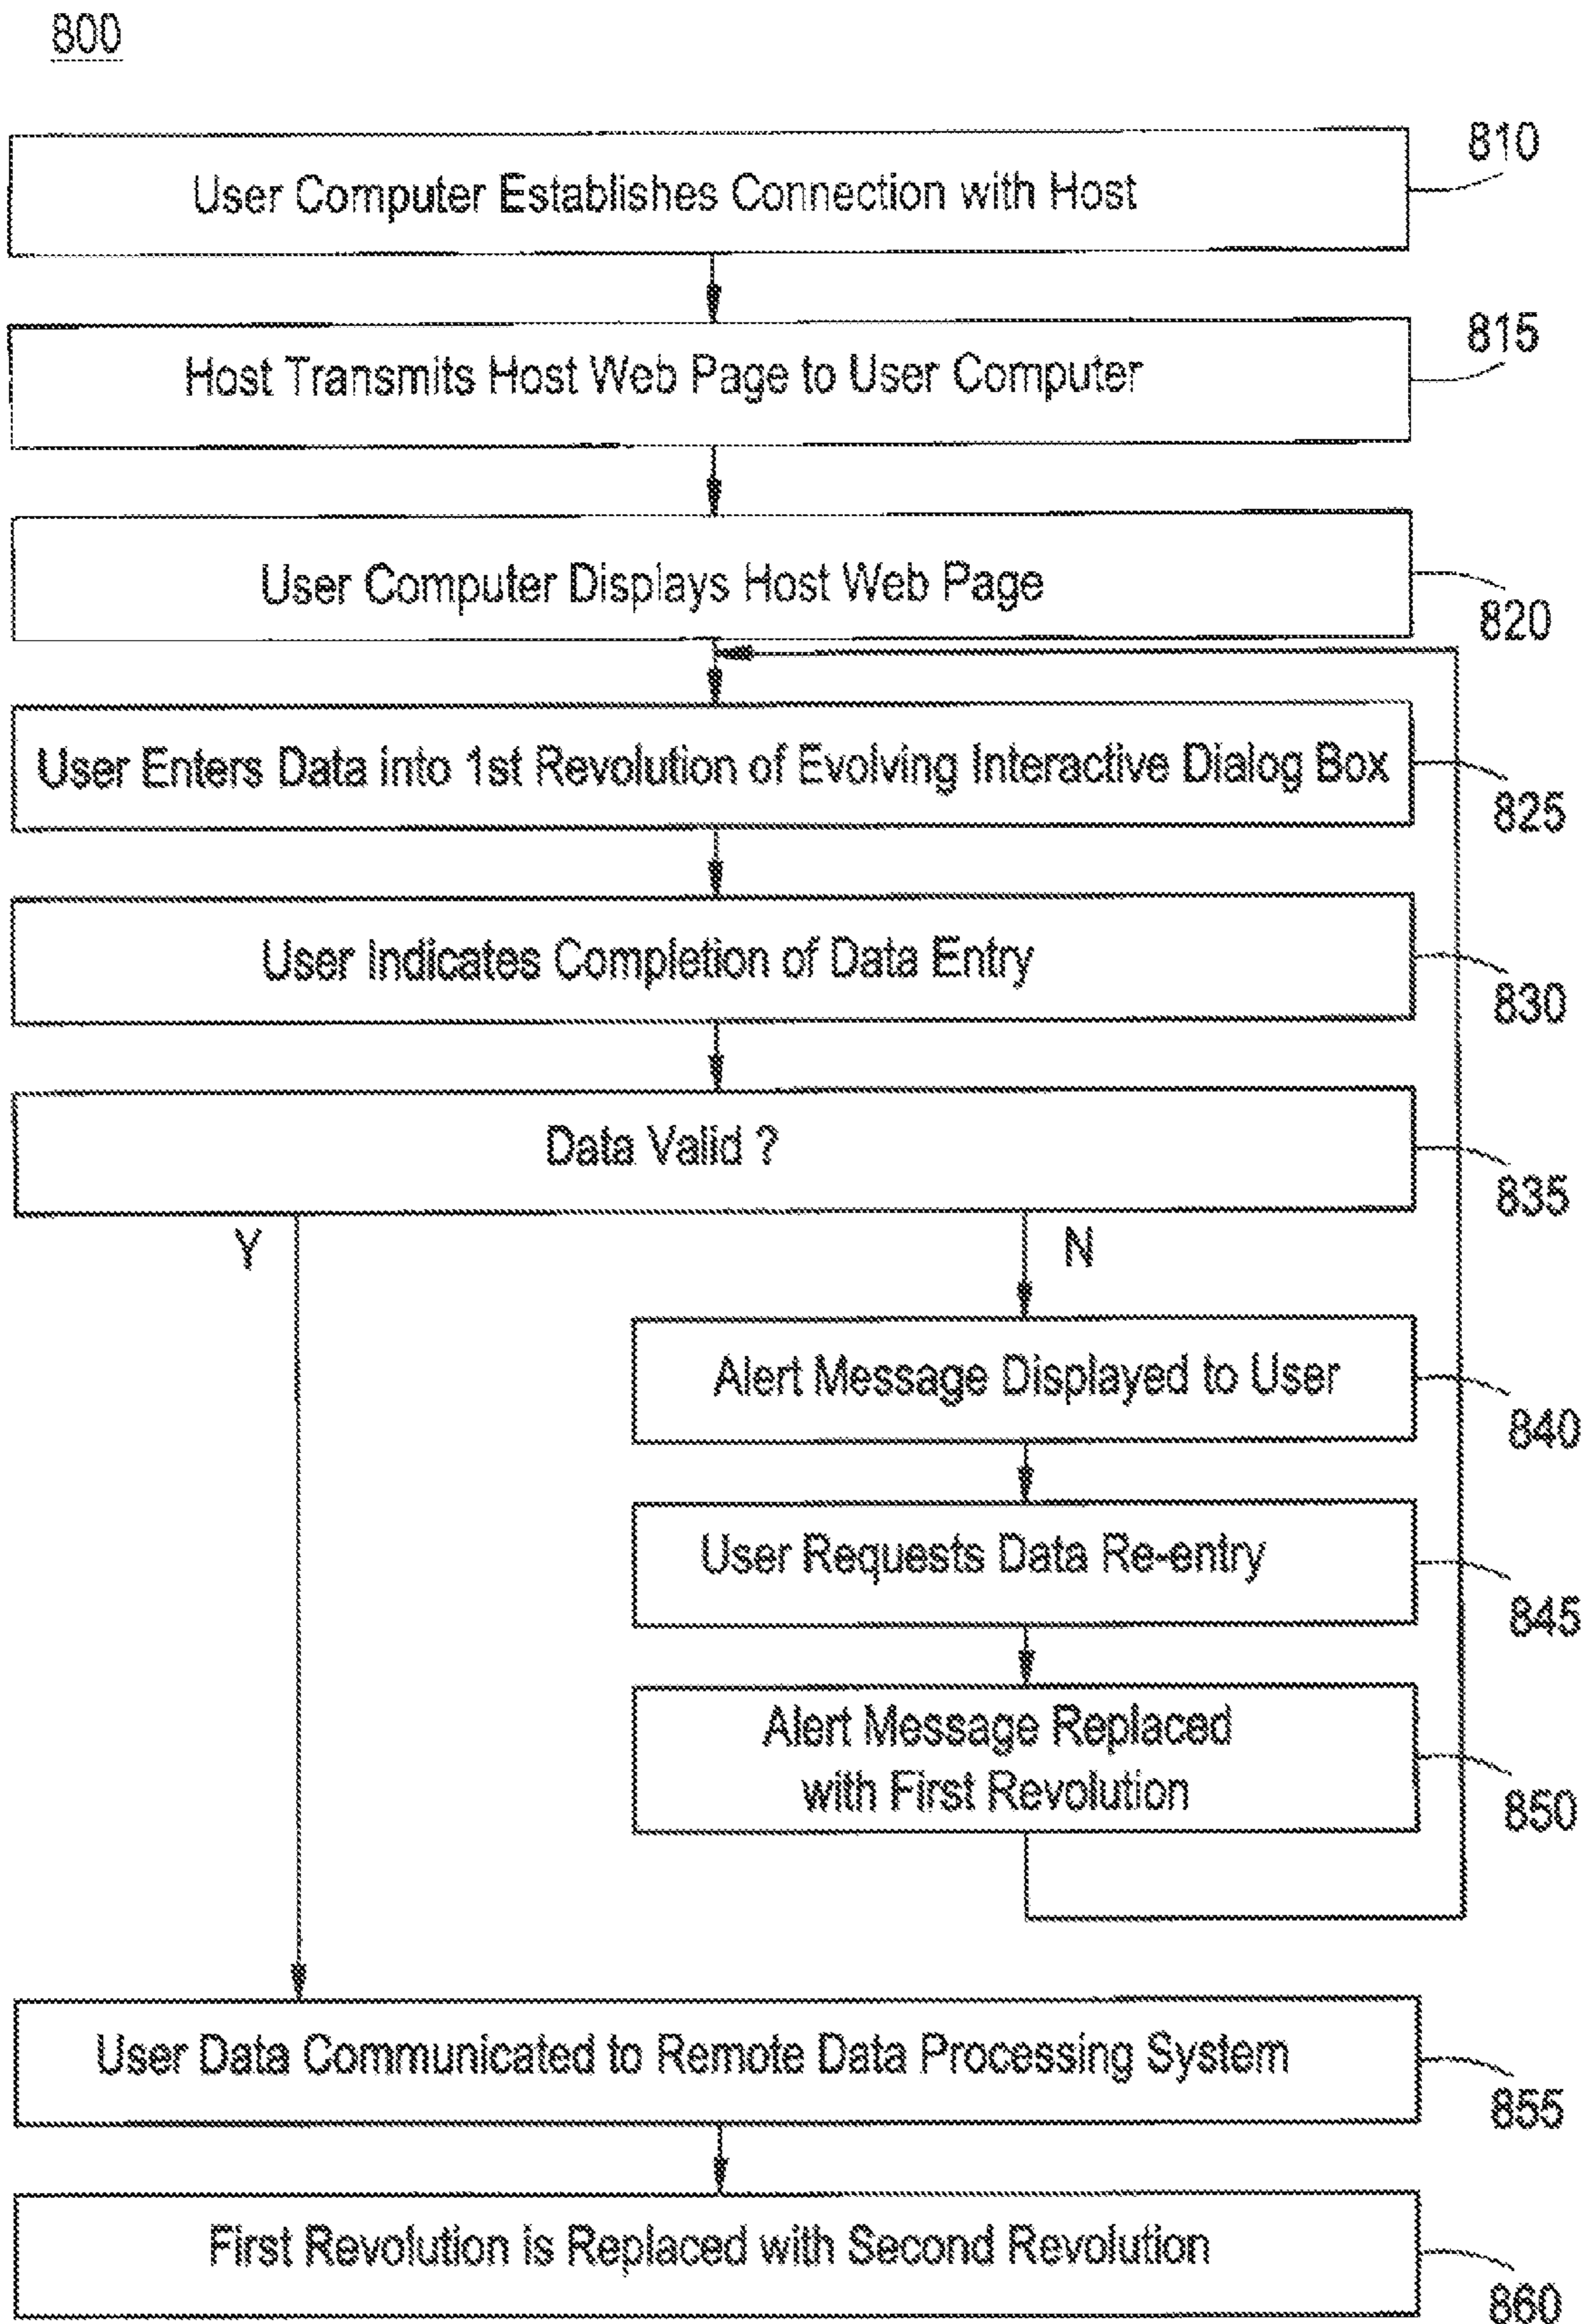 800
User Computer Establishes Connection with Host
810
Host Transmits Host Web Page to User Computer
815
User Computer Displays Host Web Page
820
User Enters Data into 1st Revolution of Evolving Interactive Dialog Box
825
User Indicates Completion of Data Entry
830
Data Valid ?
835
Y
N
Alert Message Displayed to User
840
User Requests Data Re-entry
845
Alert Message Replaced
with First Revolution
850
User Data Communicated to Remote Data Processing System
855
First Revolution is Replaced with Second Revolution
860